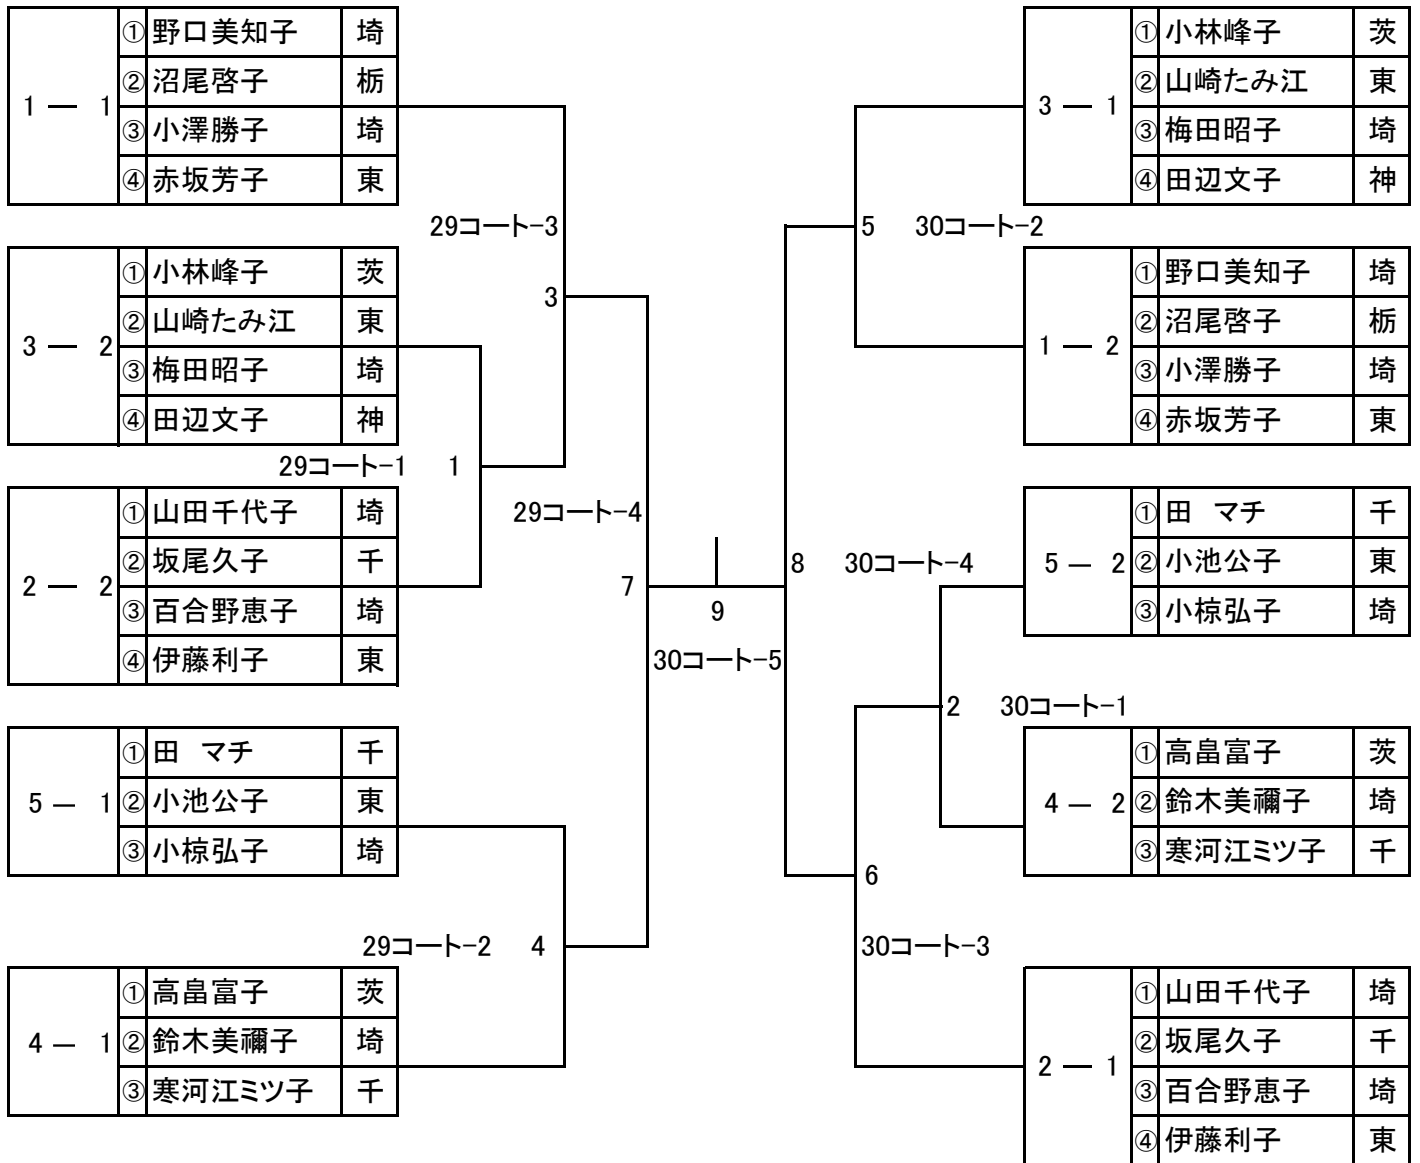 1 ― 1
① 野口美知子 埼
② 沼尾啓子 栃
③ 小澤勝子 埼
④ 赤坂芳子 東
29コート-3
3
3 ― 2
① 小林峰子 茨
② 山崎たみ江 東
③ 梅田昭子 埼
④ 田辺文子 神
29コート-1 1
2 ― 2
① 山田千代子 埼
② 坂尾久子 千
③ 百合野恵子 埼
④ 伊藤利子 東
29コート-4
7
5 ― 1
① 田　マチ 千
② 小池公子 東
③ 小椋弘子 埼
29コート-2 4
4 ― 1
① 高畠富子 茨
② 鈴木美禰子 埼
③ 寒河江ミツ子 千
9
30コート-5
3 ― 1
① 小林峰子 茨
② 山崎たみ江 東
③ 梅田昭子 埼
④ 田辺文子 神
5 30コート-2
1 ― 2
① 野口美知子 埼
② 沼尾啓子 栃
③ 小澤勝子 埼
④ 赤坂芳子 東
8 30コート-4
5 ― 2
① 田　マチ 千
② 小池公子 東
③ 小椋弘子 埼
2 30コート-1
4 ― 2
① 高畠富子 茨
② 鈴木美禰子 埼
③ 寒河江ミツ子 千
6
30コート-3
2 ― 1
① 山田千代子 埼
② 坂尾久子 千
③ 百合野恵子 埼
④ 伊藤利子 東